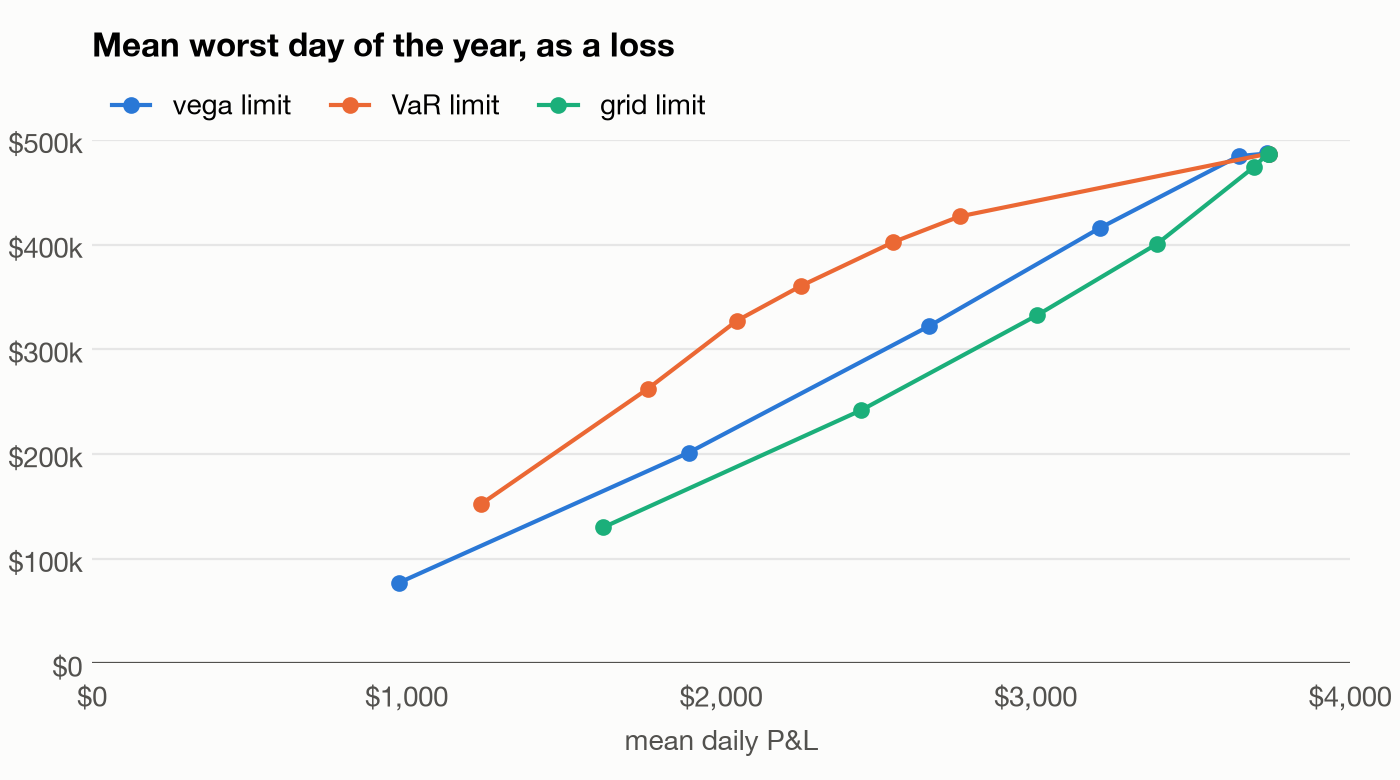 Mean worst day of the year, as a loss
vega limit VaR limit grid limit
$500k
$400k
$300k
$200k
$100k
$0
$0 $1,000 $2,000 $3,000 $4,000
mean daily P&L